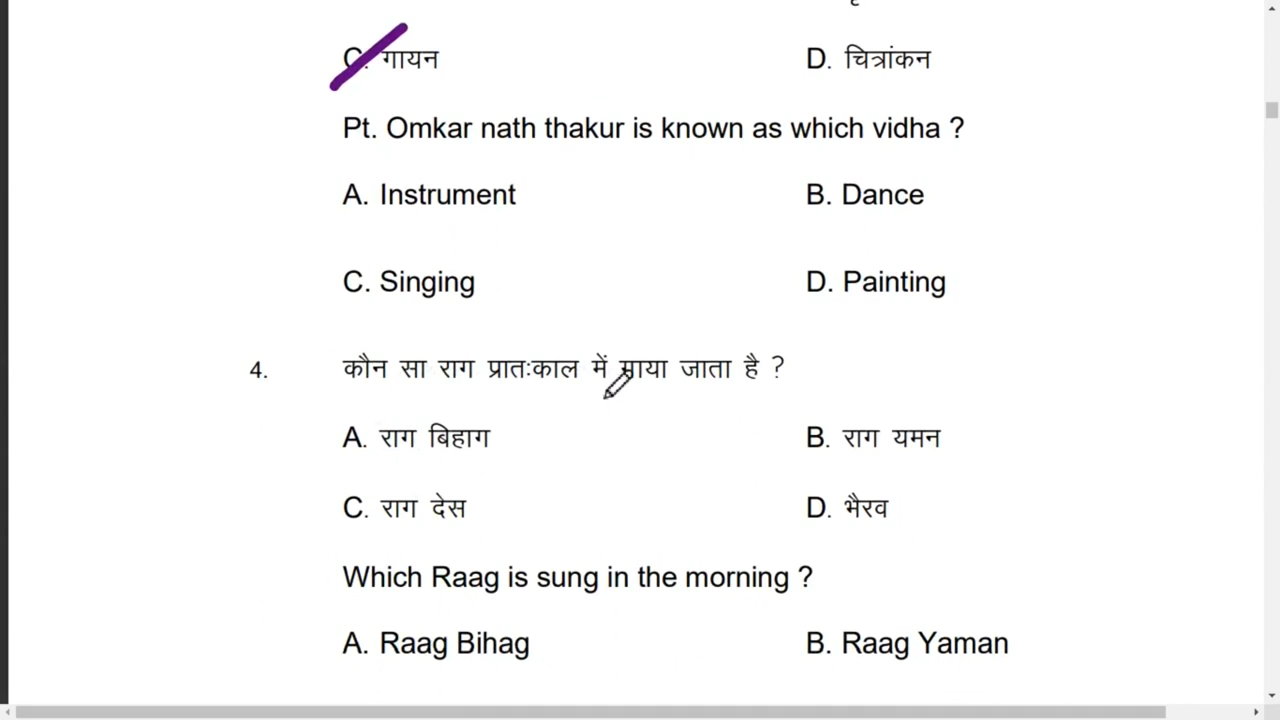 C. गायन D. चित्रांकन
Pt. Omkar nath thakur is known as which vidha ?
A. Instrument B. Dance
C. Singing D. Painting
4. कौन सा राग प्रातःकाल में गाया जाता है ?
A. राग बिहाग B. राग यमन
C. राग देस D. भैरव
Which Raag is sung in the morning ?
A. Raag Bihag B. Raag Yaman